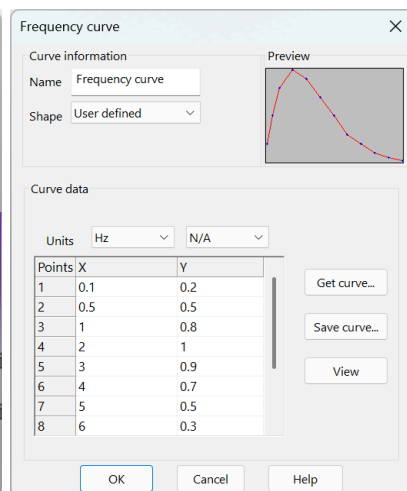 Frequency curve
Curve information
Name Frequency curve
Shape User defined
Preview
Curve data
Units Hz N/A
Points X Y
1 0.1 0.2
2 0.5 0.5
3 1 0.8
4 2 1
5 3 0.9
6 4 0.7
7 5 0.5
8 6 0.3
Get curve...
Save curve...
View
OK Cancel Help